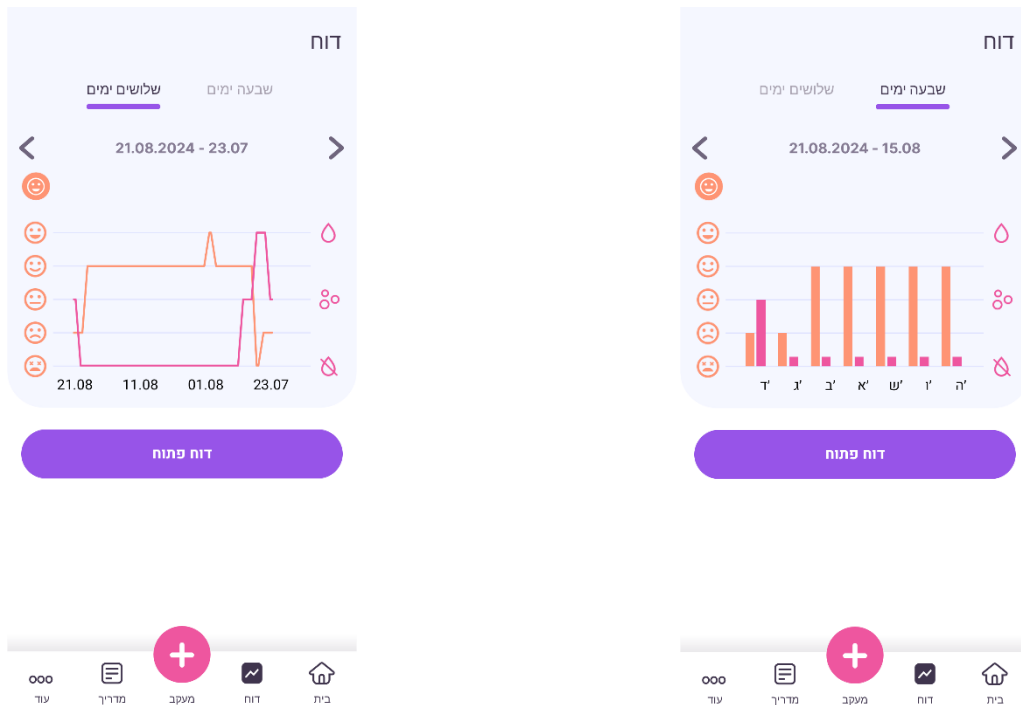 דוח
שבעה ימים
שלושים ימים
21.08.2024 - 23.07
21.08 11.08 01.08 23.07
דוח פתוח
בית
דוח
מעקב
מדריך
עוד
דוח
שבעה ימים
שלושים ימים
21.08.2024 - 15.08
ה׳ ו׳ ש׳ א׳ ב׳ ג׳ ד׳
דוח פתוח
בית
דוח
מעקב
מדריך
עוד